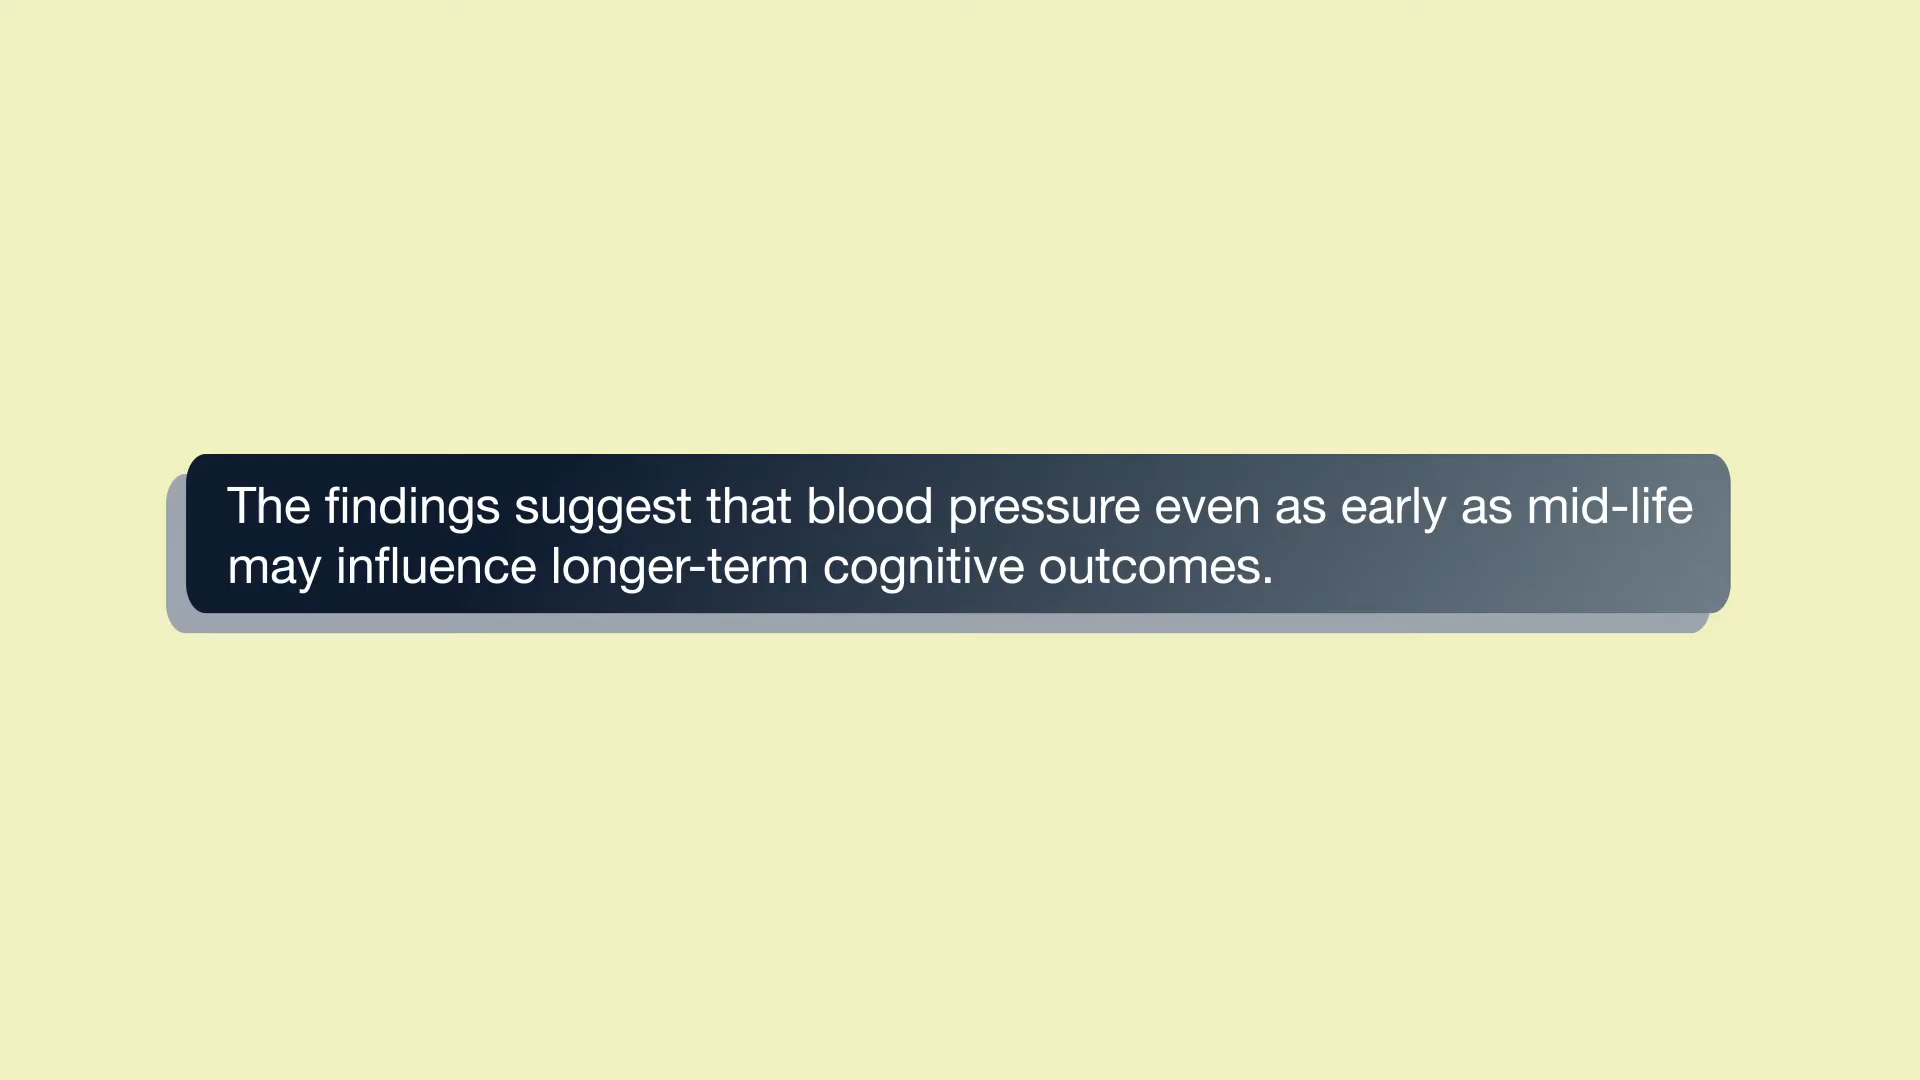 The findings suggest that blood pressure even as early as mid-life
may influence longer-term cognitive outcomes.